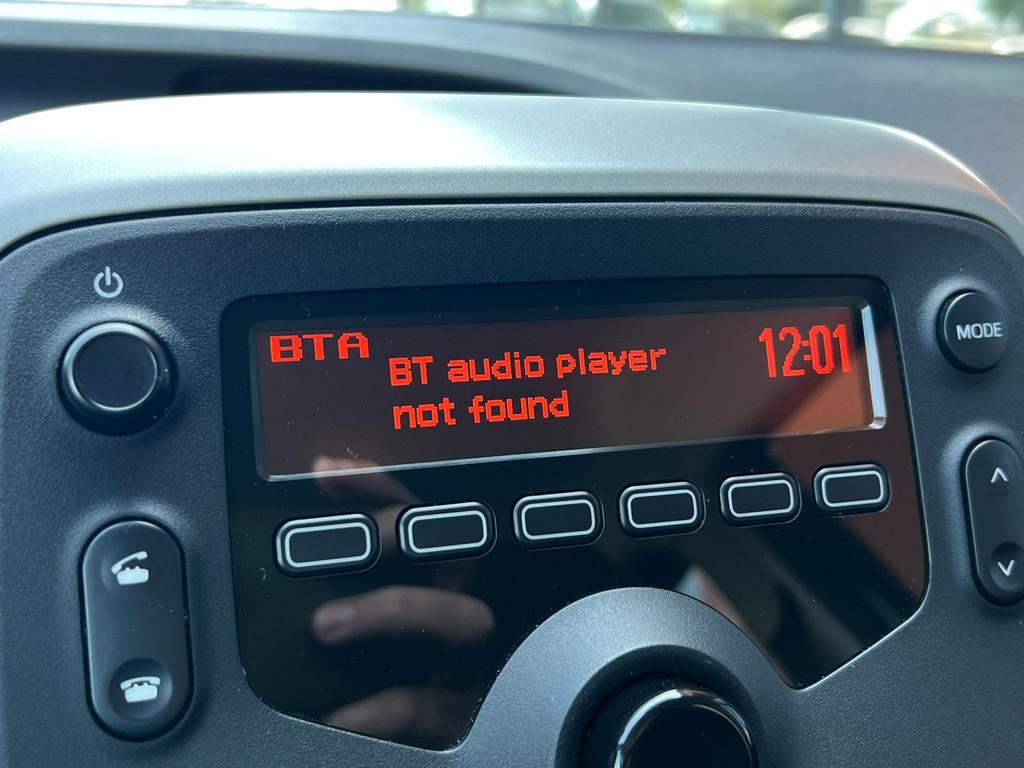 BTA
BT audio player
not found
12:01
MODE